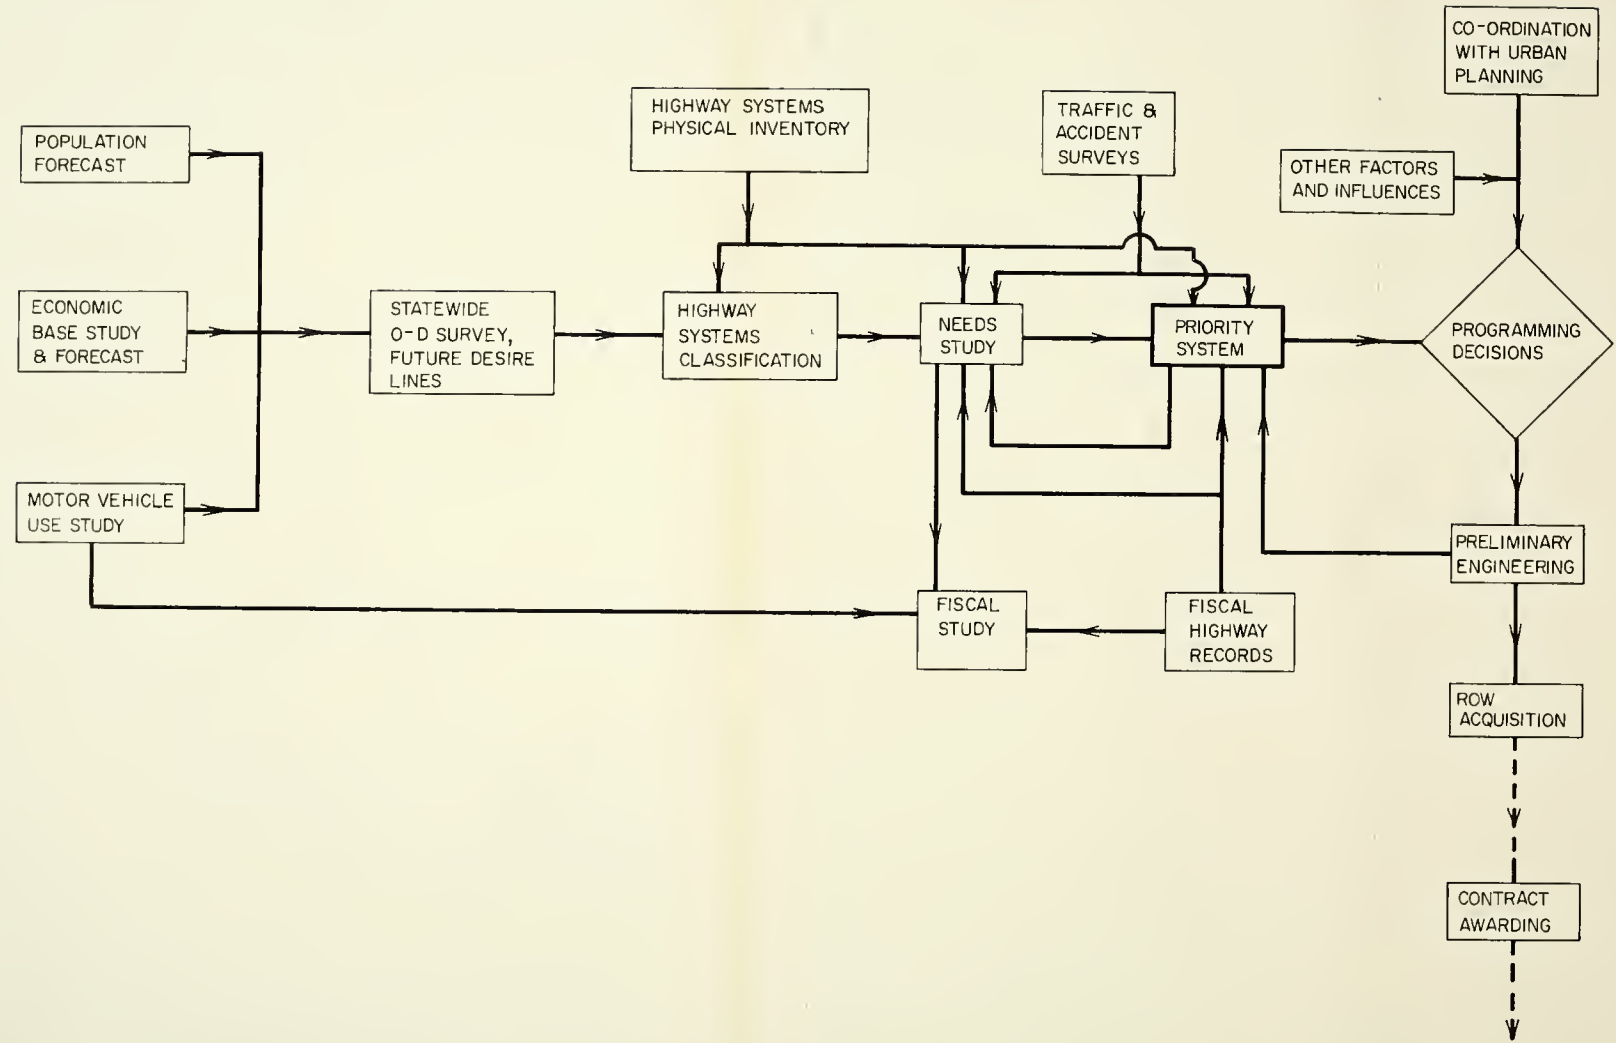 CO-ORDINATION
WITH URBAN
PLANNING
HIGHWAY SYSTEMS
PHYSICAL INVENTORY
TRAFFIC &
ACCIDENT
SURVEYS
POPULATION
FORECAST
OTHER FACTORS
AND INFLUENCES
ECONOMIC
BASE STUDY
& FORECAST
STATEWIDE
O-D SURVEY,
FUTURE DESIRE
LINES
HIGHWAY
SYSTEMS
CLASSIFICATION
NEEDS
STUDY
PRIORITY
SYSTEM
PROGRAMMING
DECISIONS
MOTOR VEHICLE
USE STUDY
PRELIMINARY
ENGINEERING
FISCAL
STUDY
FISCAL
HIGHWAY
RECORDS
ROW
ACQUISITION
CONTRACT
AWARDING